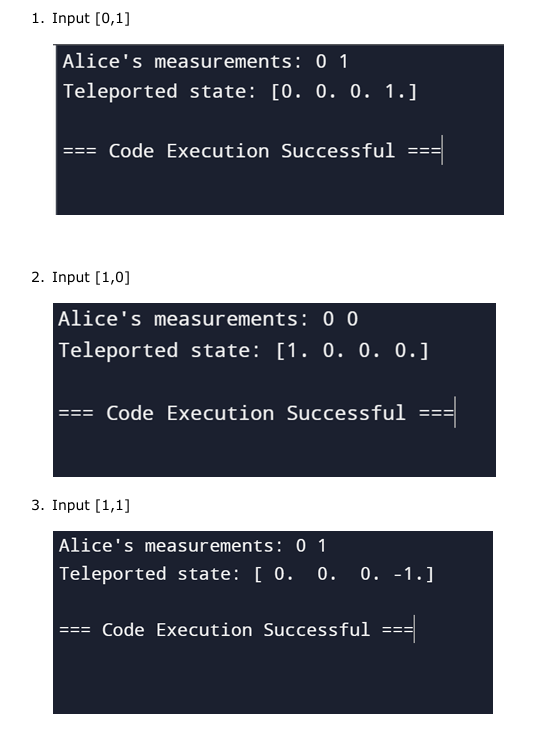 1. Input [0,1]
Alice's measurements: 0 1
Teleported state: [0. 0. 0. 1.]
=== Code Execution Successful ===
2. Input [1,0]
Alice's measurements: 0 0
Teleported state: [1. 0. 0. 0.]
=== Code Execution Successful ===
3. Input [1,1]
Alice's measurements: 0 1
Teleported state: [ 0.  0.  0. -1.]
=== Code Execution Successful ===